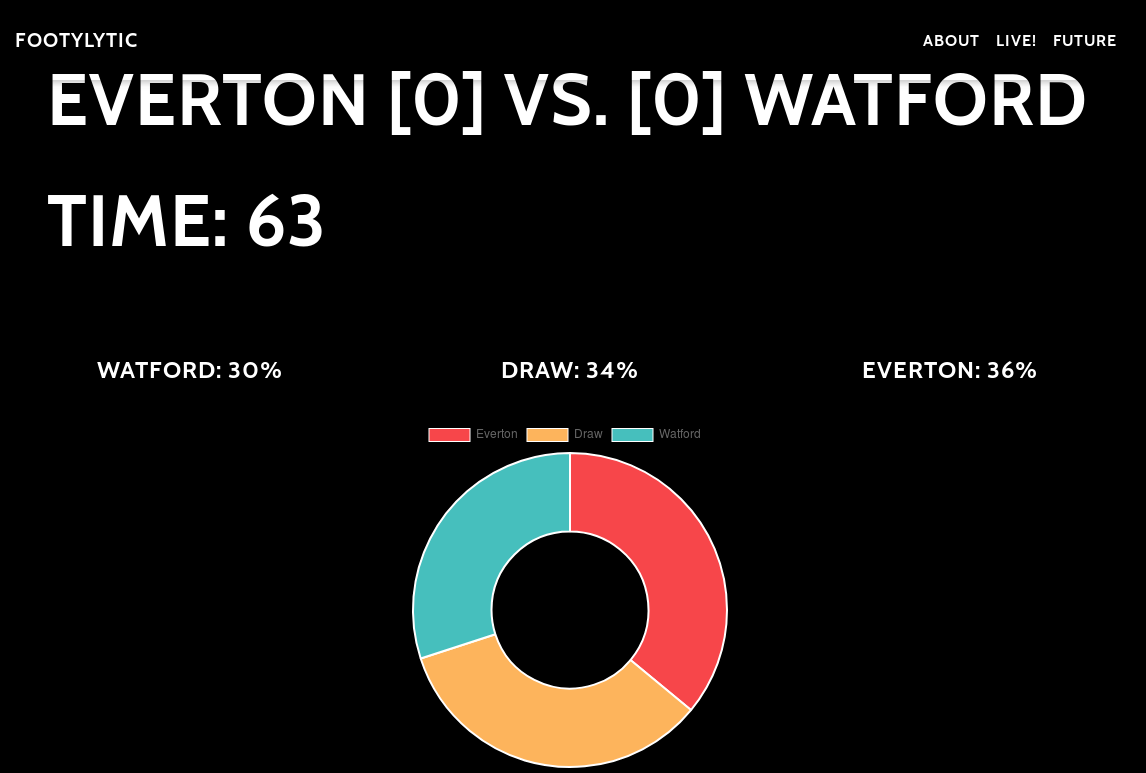 FOOTYLYTIC
ABOUT LIVE! FUTURE
EVERTON [0] VS. [0] WATFORD
TIME: 63
WATFORD: 30%
DRAW: 34%
EVERTON: 36%
Everton Draw Watford